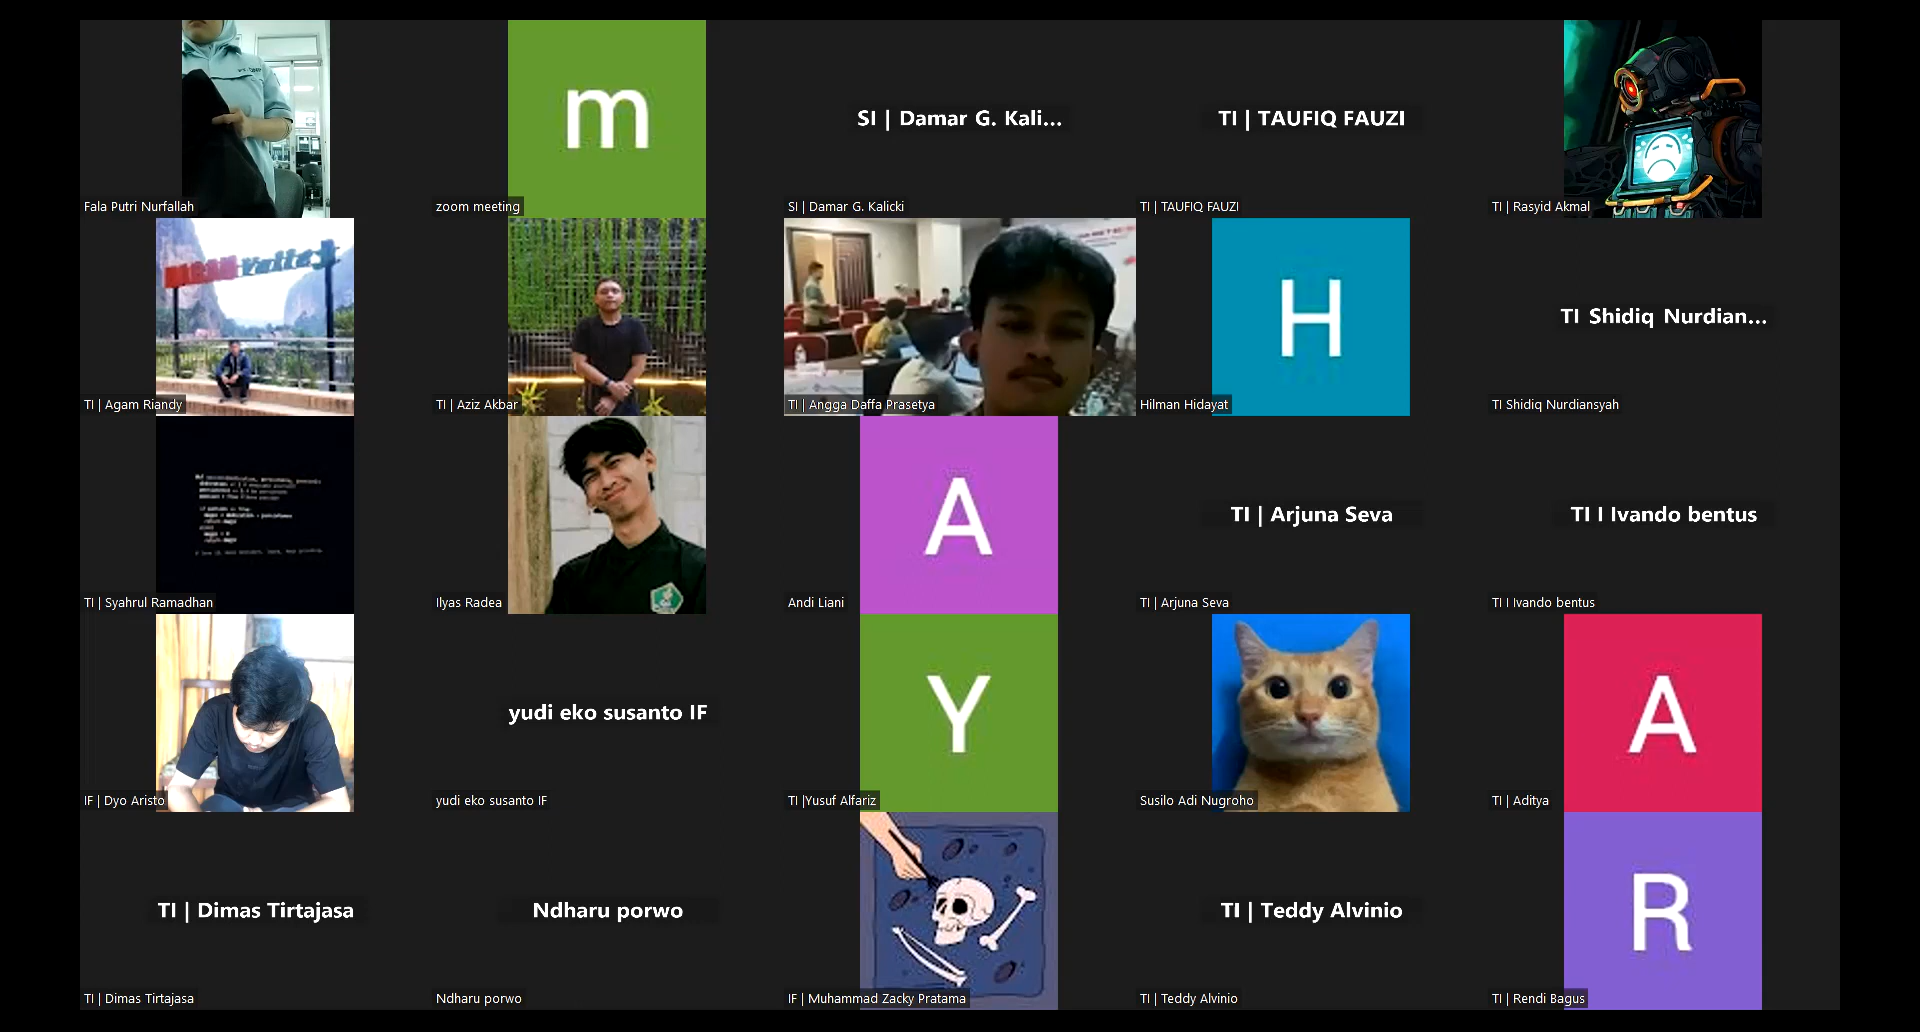 m
SI | Damar G. Kali...
TI | TAUFIQ FAUZI
Fala Putri Nurfallah
zoom meeting
SI | Damar G. Kalicki
TI | TAUFIQ FAUZI
TI | Rasyid Akmal
Valley
H
TI Shidiq Nurdian...
TI | Agam Riandy
TI | Aziz Akbar
TI | Angga Daffa Prasetya
Hilman Hidayat
TI Shidiq Nurdiansyah
A
TI | Arjuna Seva
TI I Ivando bentus
TI | Syahrul Ramadhan
Ilyas Radea
Andi Liani
TI | Arjuna Seva
TI I Ivando bentus
yudi eko susanto IF
Y
A
IF | Dyo Aristo
yudi eko susanto IF
TI |Yusuf Alfariz
Susilo Adi Nugroho
TI | Aditya
TI | Dimas Tirtajasa
Ndharu porwo
TI | Teddy Alvinio
R
TI | Dimas Tirtajasa
Ndharu porwo
IF | Muhammad Zacky Pratama
TI | Teddy Alvinio
TI | Rendi Bagus